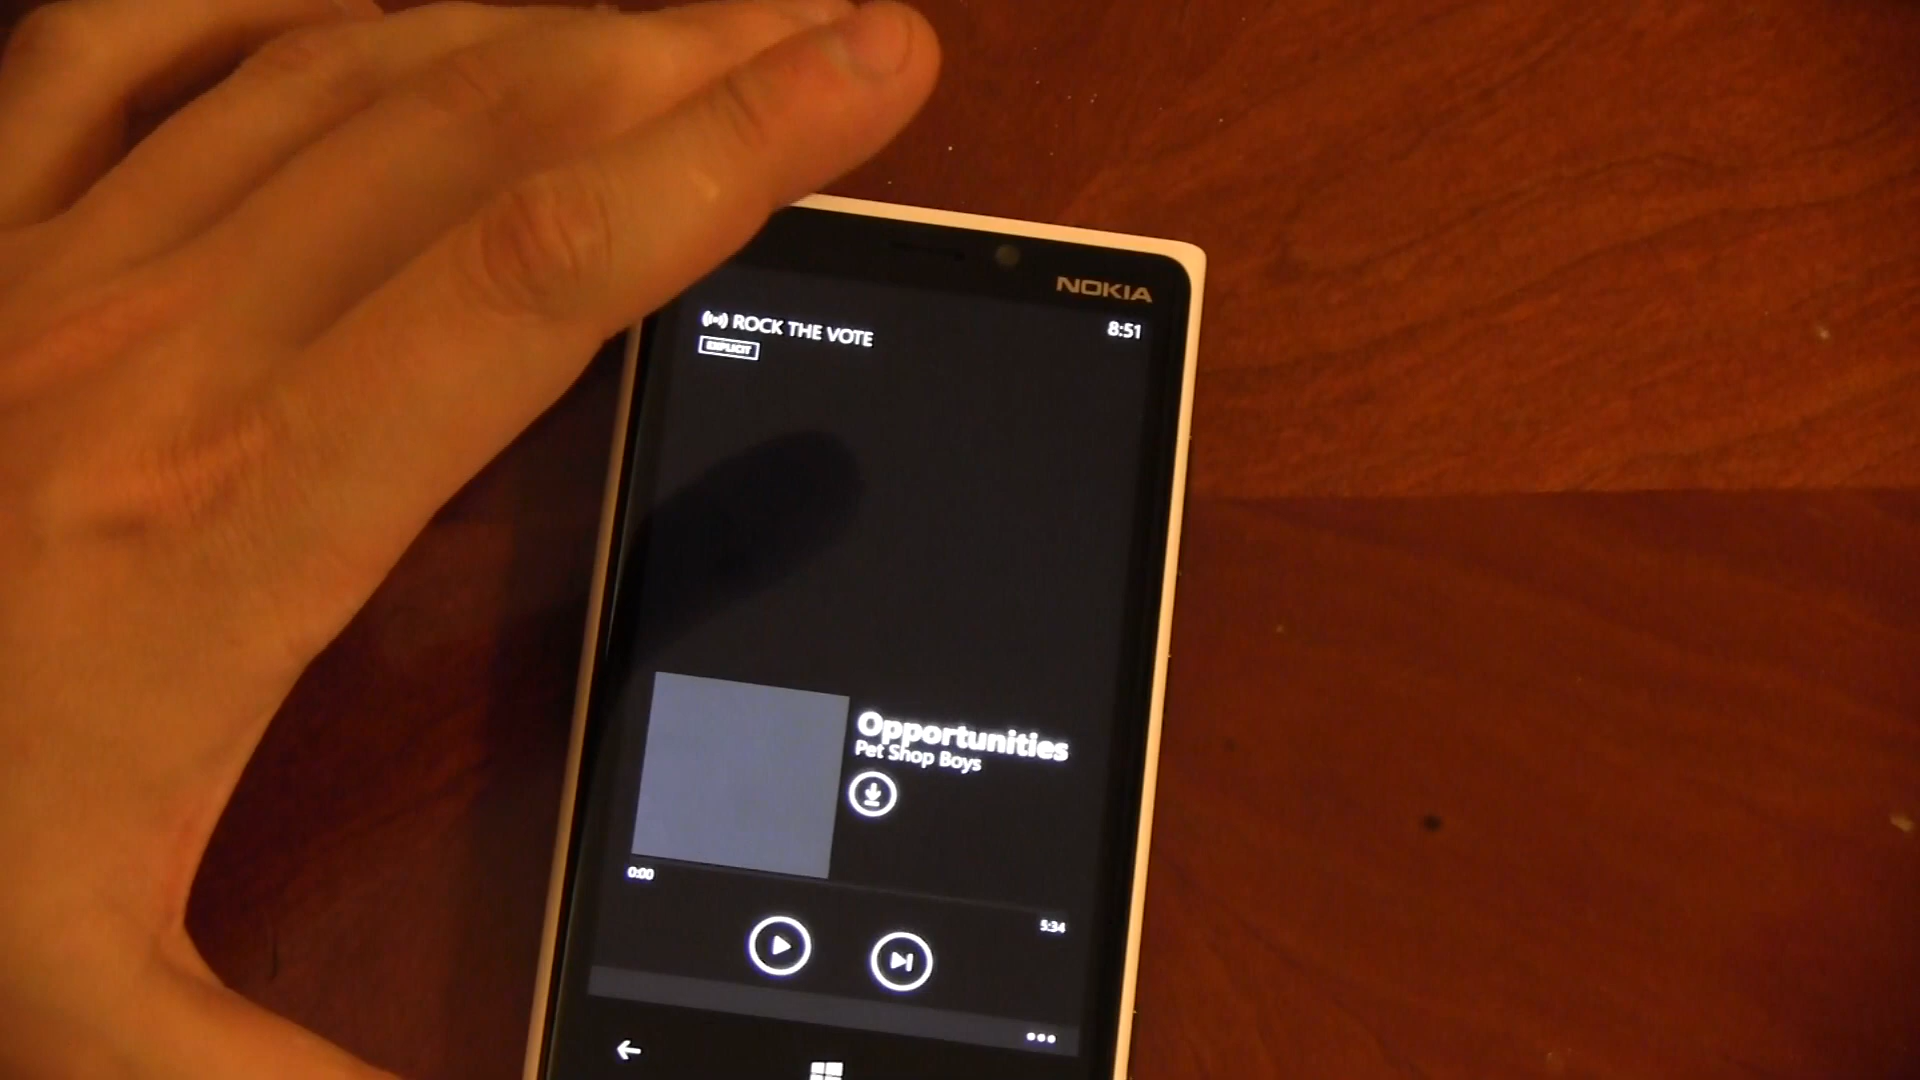 NOKIA
8:51
ROCK THE VOTE
EXPLICIT
Opportunities
Pet Shop Boys
0:00
5:34